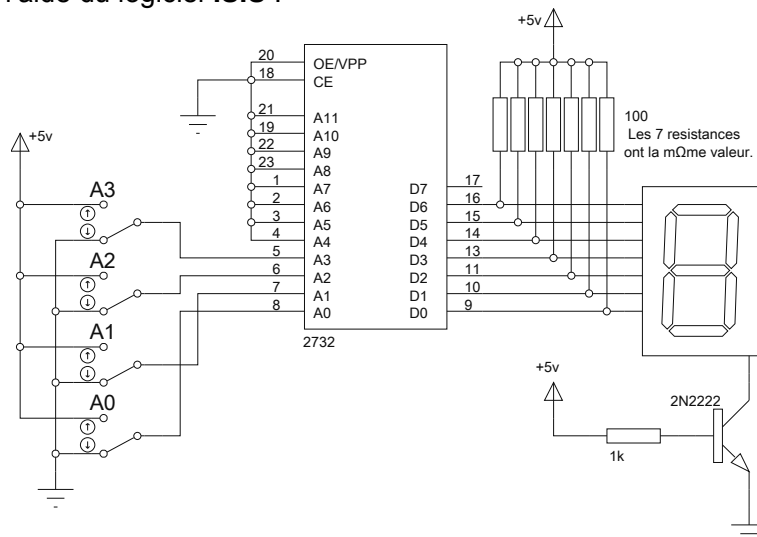 l'aide du logiciel ISIS :
+5v
20 OE/VPP
18 CE
21 A11
19 A10
22 A9
23 A8
1 A7
2 A6
3 A5
4 A4
5 A3
6 A2
7 A1
8 A0
D7 17
D6 16
D5 15
D4 14
D3 13
D2 11
D1 10
D0 9
2732
100
Les 7 resistances
ont la mΩme valeur.
+5v
A3
A2
A1
A0
+5v
1k
2N2222